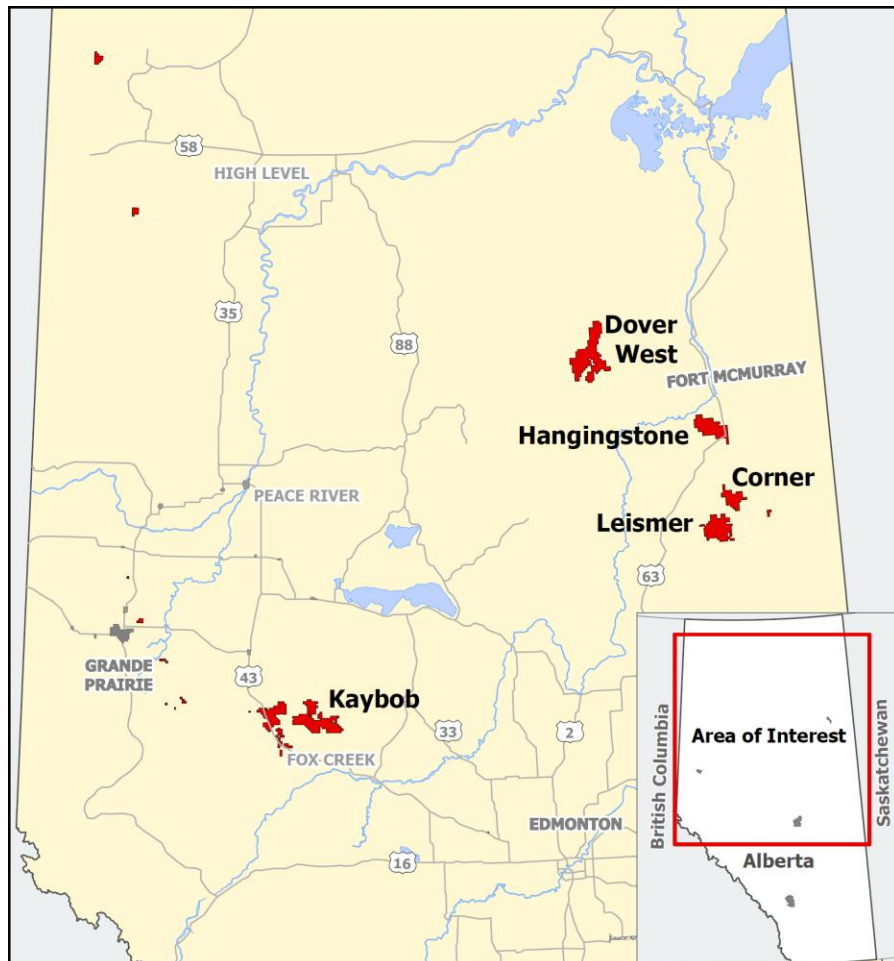 58
HIGH LEVEL
35
88
Dover
West
FORT MCMURRAY
Hangingstone
Corner
PEACE RIVER
Leismer
63
GRANDE
PRAIRIE
43
Kaybob
33
2
FOX CREEK
EDMONTON
16
Area of Interest
British Columbia
Saskatchewan
Alberta